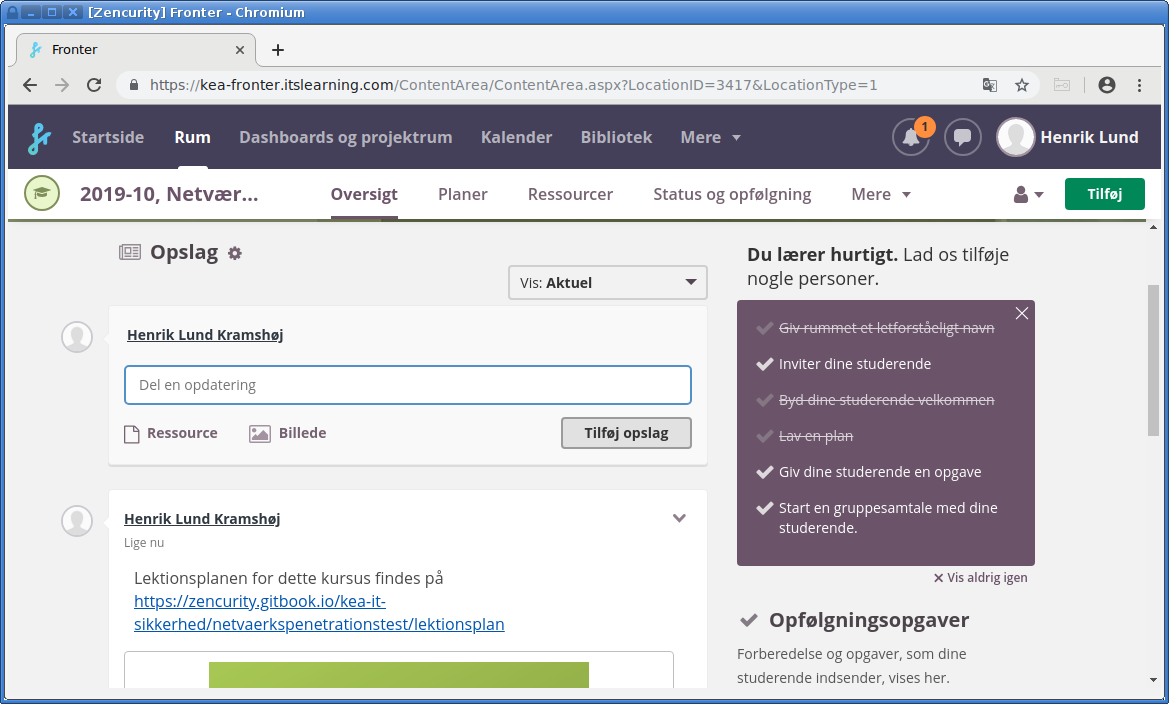 [Zencurity] Fronter - Chromium
Fronter
https://kea-fronter.itslearning.com/ContentArea/ContentArea.aspx?LocationID=3417&LocationType=1
Startside Rum Dashboards og projektrum Kalender Bibliotek Mere 1 Henrik Lund
2019-10, Netvær... Oversigt Planer Ressourcer Status og opfølgning Mere Tilføj
Opslag
Vis: Aktuel
Henrik Lund Kramshøj
Del en opdatering
Ressource Billede Tilføj opslag
Henrik Lund Kramshøj
Lige nu
Lektionsplanen for dette kursus findes på
https://zencurity.gitbook.io/kea-it-
sikkerhed/netvaerkspenetrationstest/lektionsplan
Du lærer hurtigt. Lad os tilføje
nogle personer.
Giv rummet et letforståeligt navn
Inviter dine studerende
Byd dine studerende velkommen
Lav en plan
Giv dine studerende en opgave
Start en gruppesamtale med dine
studerende.
Vis aldrig igen
Opfølgningsopgaver
Forberedelse og opgaver, som dine
studerende indsender, vises her.